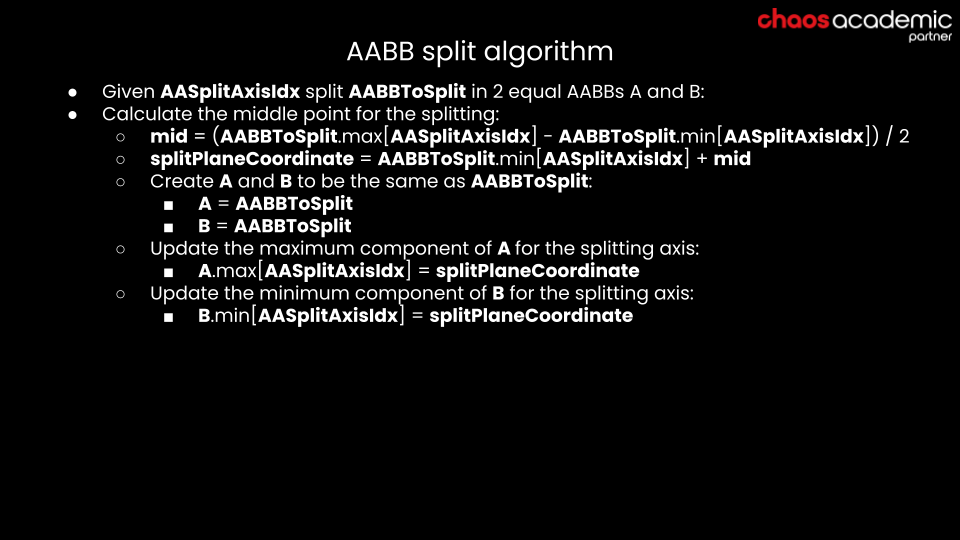 chaosacademic
partner
AABB split algorithm
● Given AASplitAxisIdx split AABBToSplit in 2 equal AABBs A and B:
● Calculate the middle point for the splitting:
○ mid = (AABBToSplit.max[AASplitAxisIdx] - AABBToSplit.min[AASplitAxisIdx]) / 2
○ splitPlaneCoordinate = AABBToSplit.min[AASplitAxisIdx] + mid
○ Create A and B to be the same as AABBToSplit:
■ A = AABBToSplit
■ B = AABBToSplit
○ Update the maximum component of A for the splitting axis:
■ A.max[AASplitAxisIdx] = splitPlaneCoordinate
○ Update the minimum component of B for the splitting axis:
■ B.min[AASplitAxisIdx] = splitPlaneCoordinate